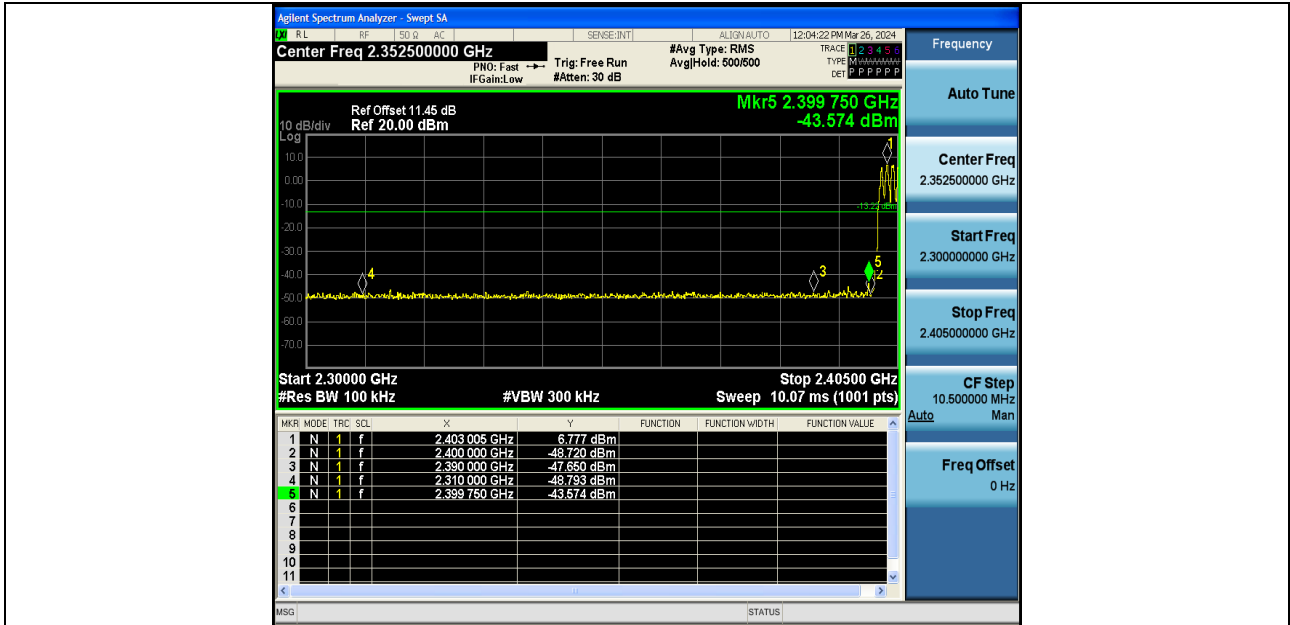 Agilent Spectrum Analyzer - Swept SA
RL RF 50 Ω AC SENSE:INT ALIGN AUTO 12:04:22 PM Mar 26, 2024
Center Freq 2.352500000 GHz
PNO: Fast
IFGain:Low
Trig: Free Run
#Atten: 30 dB
#Avg Type: RMS
Avg|Hold: 500/500
TRACE 1 2 3 4 5 6
TYPE M WWWWW
DET P P P P P P
Ref Offset 11.45 dB
10 dB/div Ref 20.00 dBm
Log
Mkr5 2.399 750 GHz
-43.574 dBm
10.0
0.00
-10.0
-20.0
-30.0
-40.0
-50.0
-60.0
-70.0
1
4
3
5
2
Start 2.30000 GHz Stop 2.40500 GHz
#Res BW 100 kHz #VBW 300 kHz Sweep 10.07 ms (1001 pts)
MKR MODE TRC SCL X Y FUNCTION FUNCTION WIDTH FUNCTION VALUE
1 N 1 f 2.403 005 GHz 6.777 dBm
2 N 1 f 2.400 000 GHz -48.720 dBm
3 N 1 f 2.390 000 GHz -47.650 dBm
4 N 1 f 2.310 000 GHz -48.793 dBm
5 N 1 f 2.399 750 GHz -43.574 dBm
6
7
8
9
10
11
MSG STATUS
Frequency
Auto Tune
Center Freq
2.352500000 GHz
Start Freq
2.300000000 GHz
Stop Freq
2.405000000 GHz
CF Step
10.500000 MHz
Auto Man
Freq Offset
0 Hz